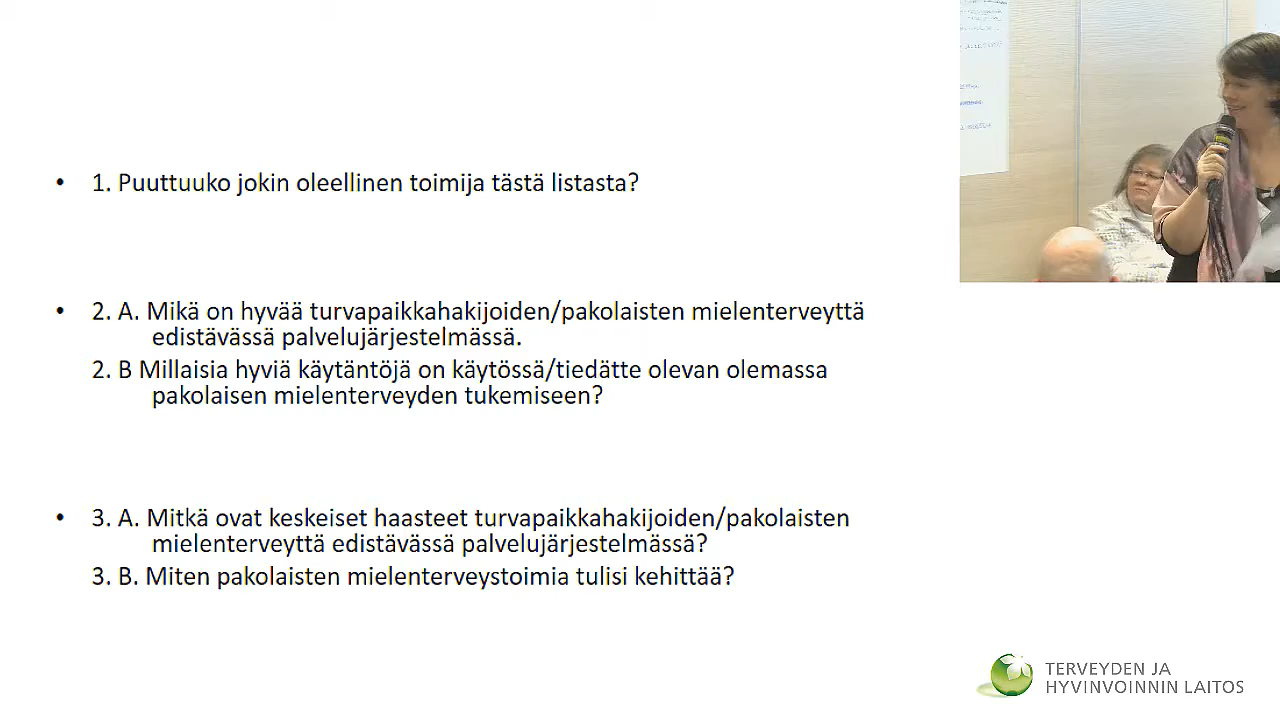 • 1. Puuttuuko jokin oleellinen toimija tästä listasta?
• 2. A. Mikä on hyvää turvapaikkahakijoiden/pakolaisten mielenterveyttä
edistävässä palvelujärjestelmässä.
2. B Millaisia hyviä käytäntöjä on käytössä/tiedätte olevan olemassa
pakolaisen mielenterveyden tukemiseen?
• 3. A. Mitkä ovat keskeiset haasteet turvapaikkahakijoiden/pakolaisten
mielenterveyttä edistävässä palvelujärjestelmässä?
3. B. Miten pakolaisten mielenterveystoimia tulisi kehittää?
TERVEYDEN JA
HYVINVOINNIN LAITOS